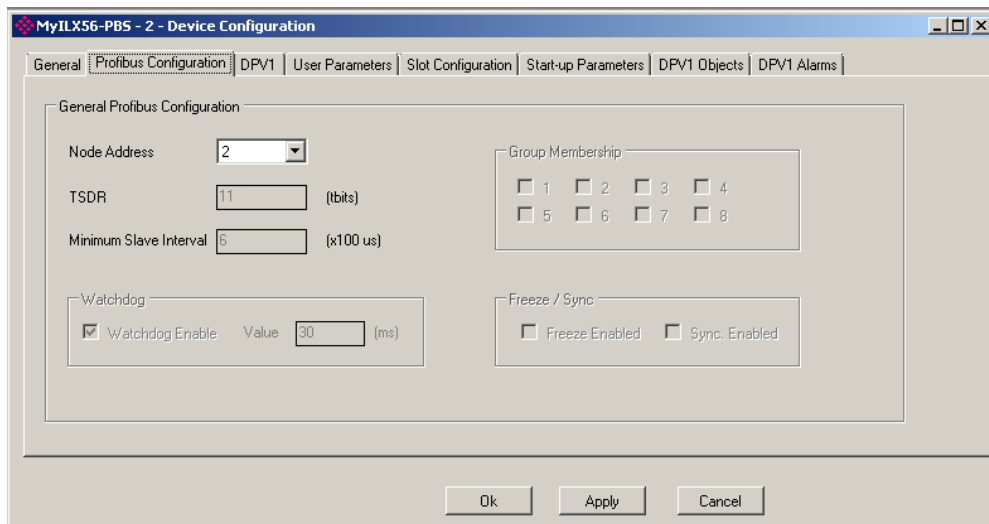 MyILX56-PBS - 2 - Device Configuration
General Profibus Configuration DPV1 User Parameters Slot Configuration Start-up Parameters DPV1 Objects DPV1 Alarms
General Profibus Configuration
Node Address 2
TSDR 11 (tbits)
Minimum Slave Interval 6 (x100 us)
Group Membership
1 2 3 4
5 6 7 8
Watchdog
Watchdog Enable Value 30 (ms)
Freeze / Sync
Freeze Enabled Sync. Enabled
Ok Apply Cancel